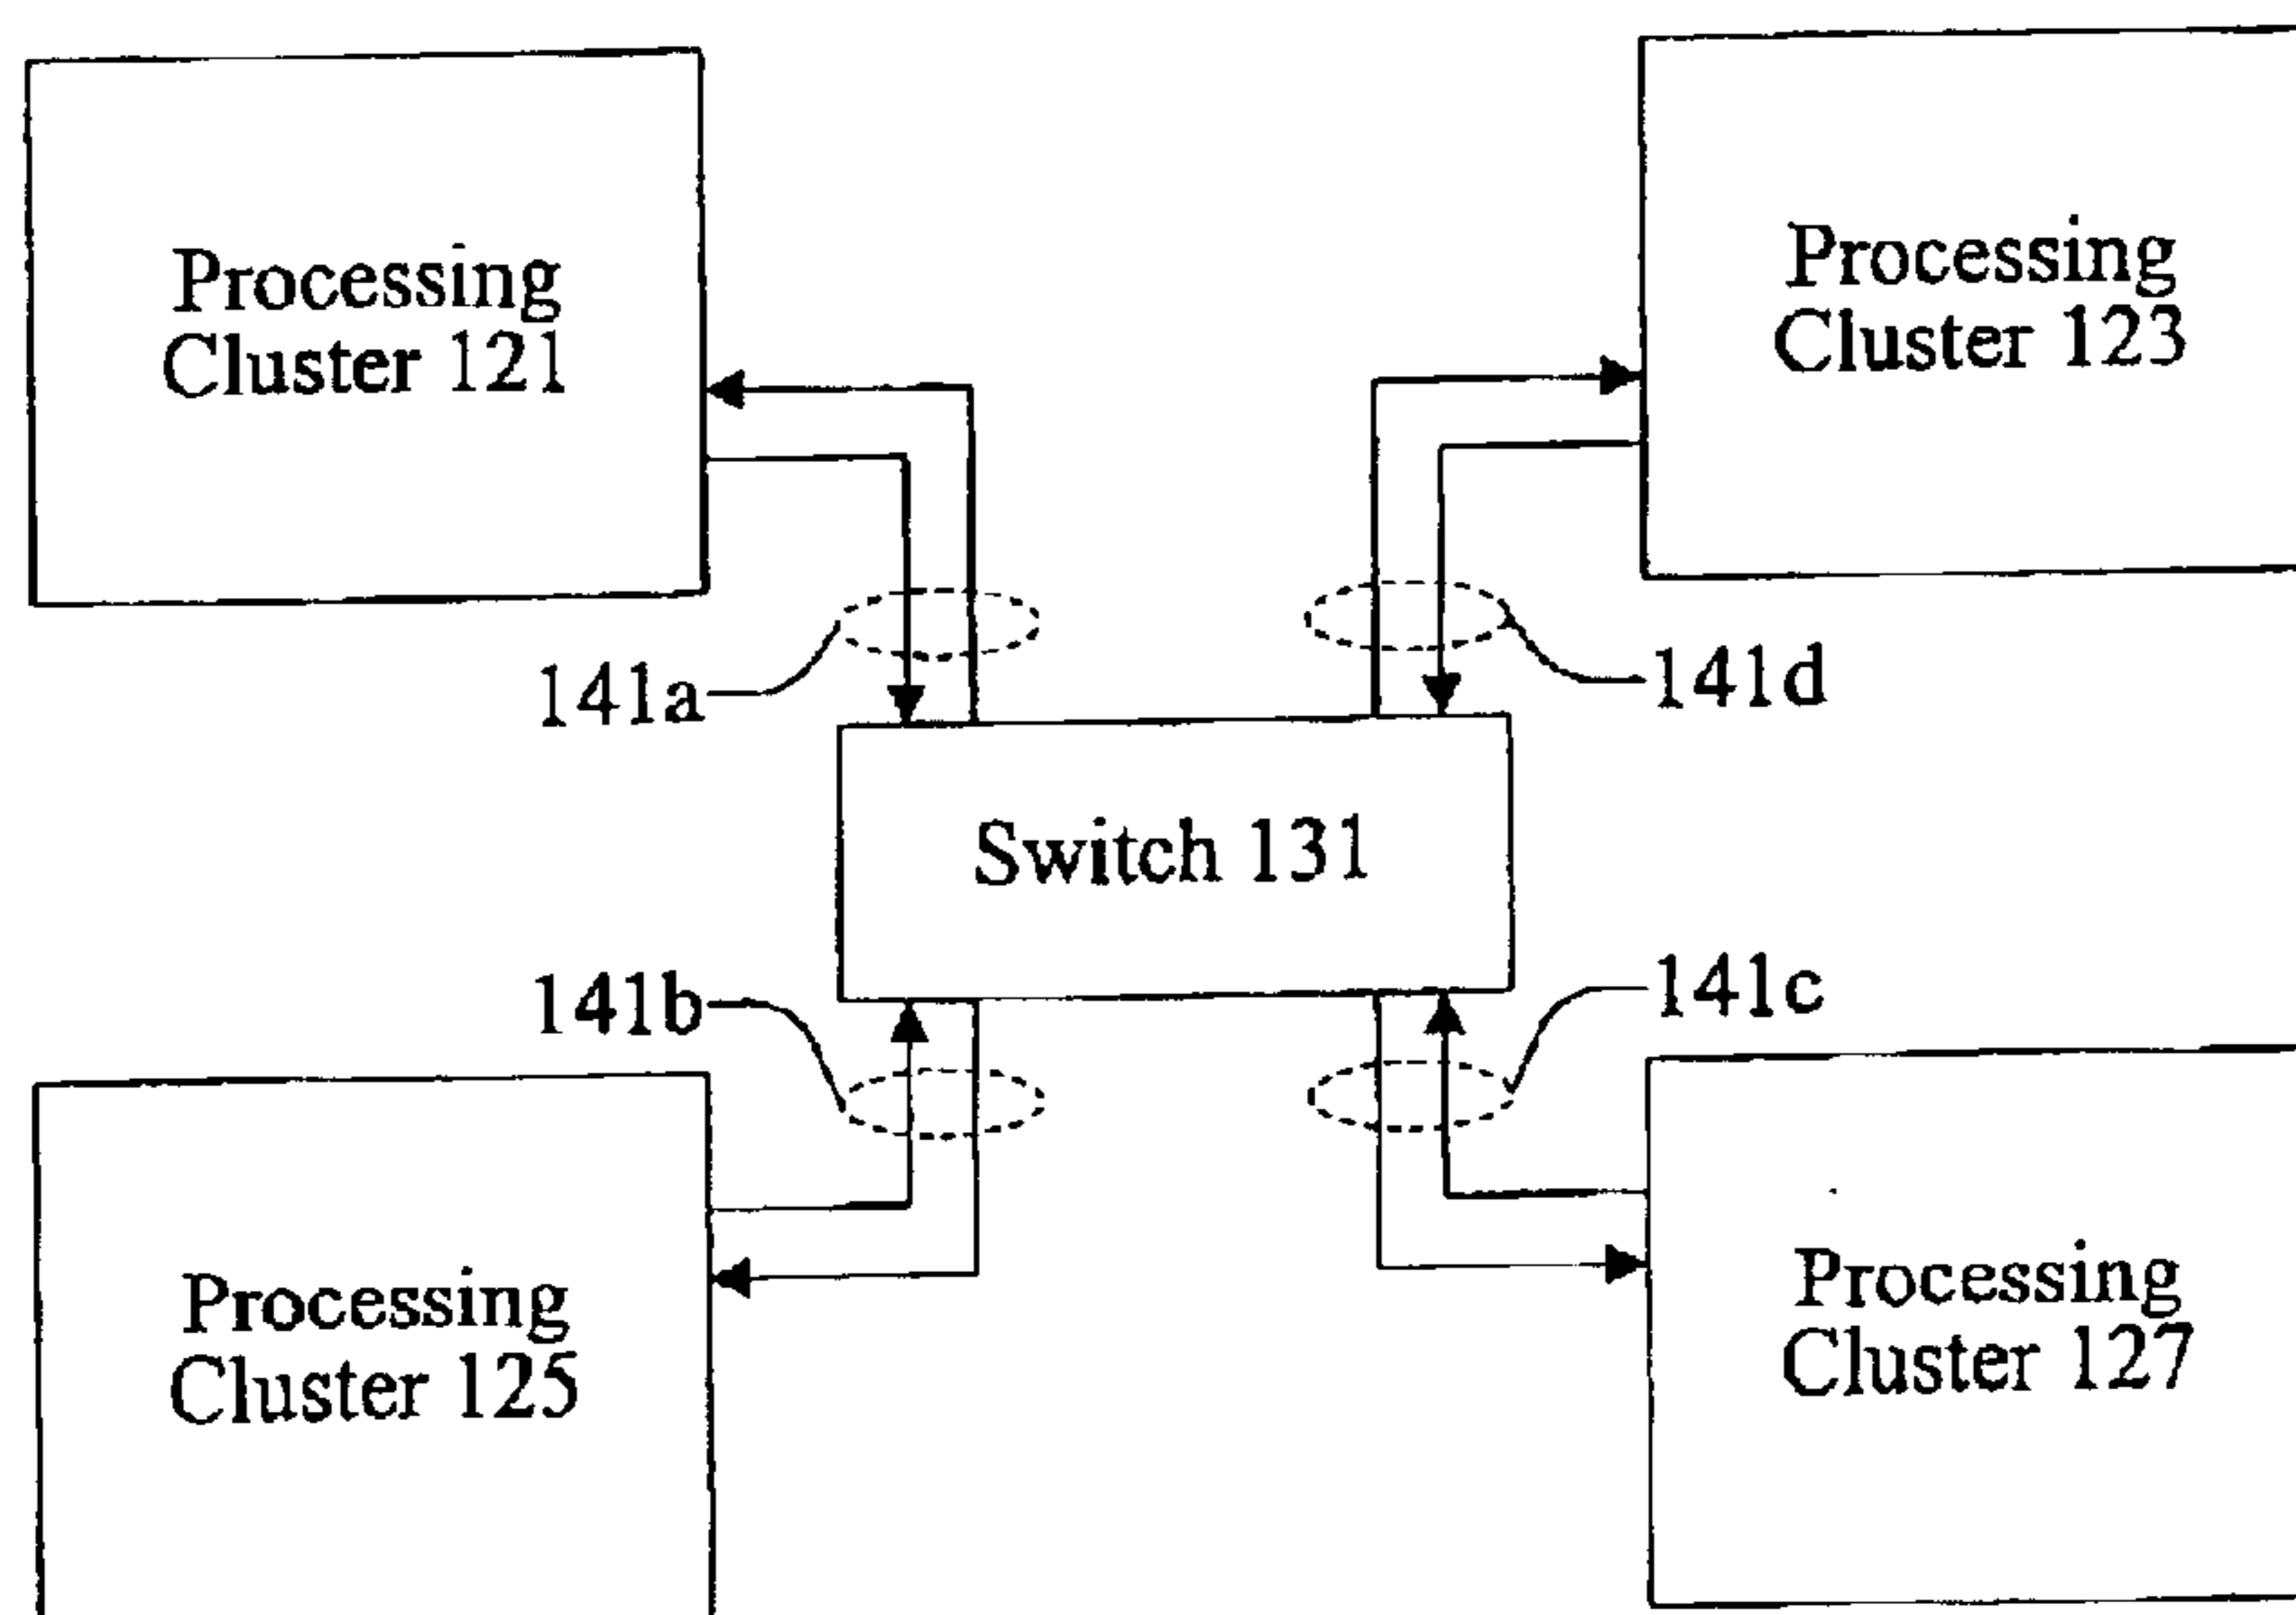 Processing
Cluster 121
Processing
Cluster 123
141a
141d
Switch 131
141b
141c
Processing
Cluster 125
Processing
Cluster 127